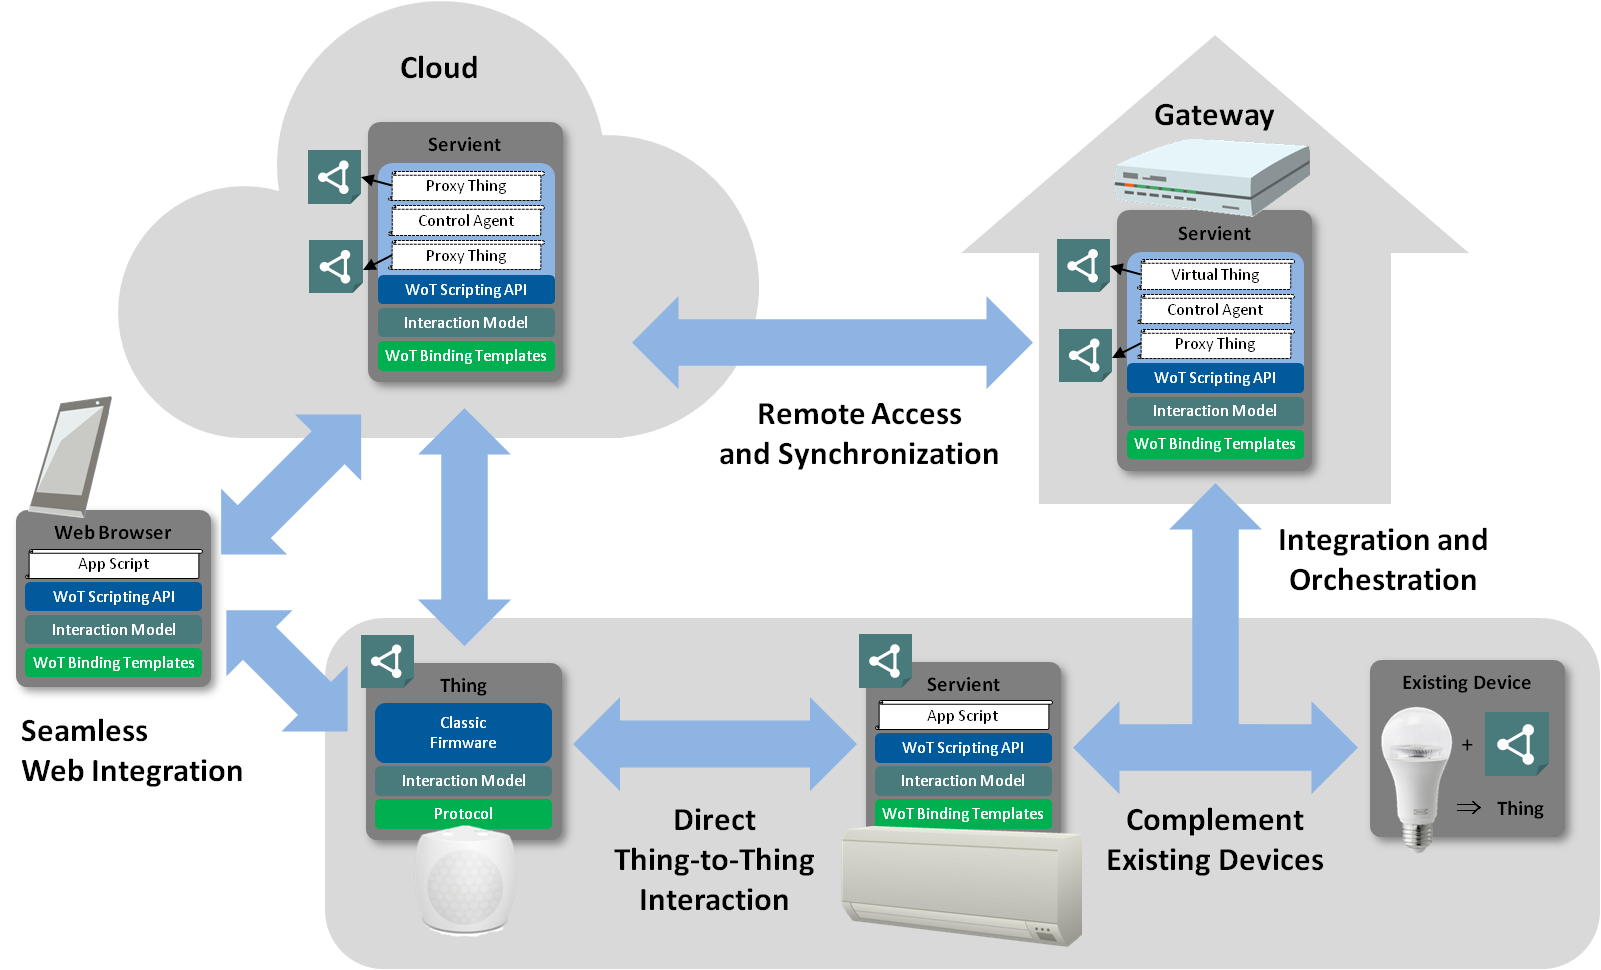 Cloud
Servient
Proxy Thing
Control Agent
Proxy Thing
WoT Scripting API
Interaction Model
WoT Binding Templates
Gateway
Servient
Virtual Thing
Control Agent
Proxy Thing
WoT Scripting API
Interaction Model
WoT Binding Templates
Remote Access
and Synchronization
Web Browser
App Script
WoT Scripting API
Interaction Model
WoT Binding Templates
Seamless
Web Integration
Integration and
Orchestration
Thing
Classic
Firmware
Interaction Model
Protocol
Direct
Thing-to-Thing
Interaction
Servient
App Script
WoT Scripting API
Interaction Model
WoT Binding Templates
Complement
Existing Devices
Existing Device
+
⇒ Thing